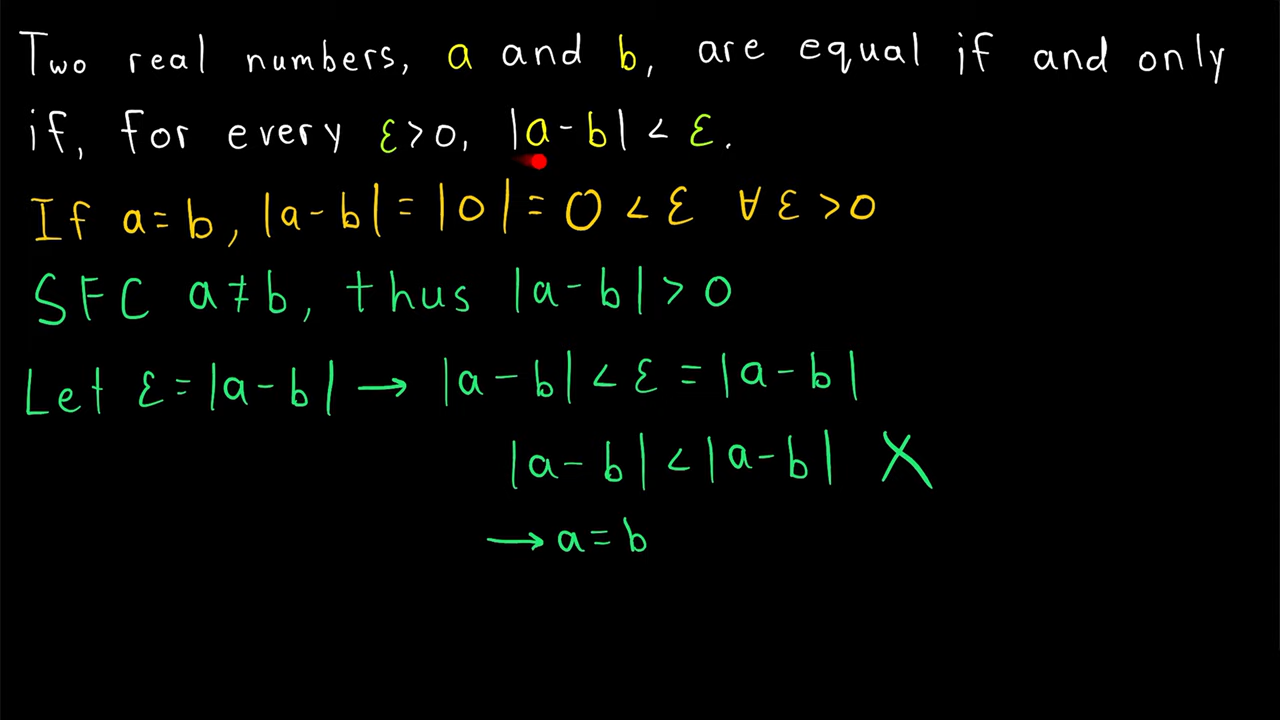 Two real numbers, a and b, are equal if and only
if, for every ε>0, |a-b| < ε.
If a=b, |a-b| = |0| = 0 < ε ∀ ε >0
SFC a≠b, thus |a-b| > 0
Let ε=|a-b| → |a-b| < ε = |a-b|
|a-b| < |a-b| X
→ a=b